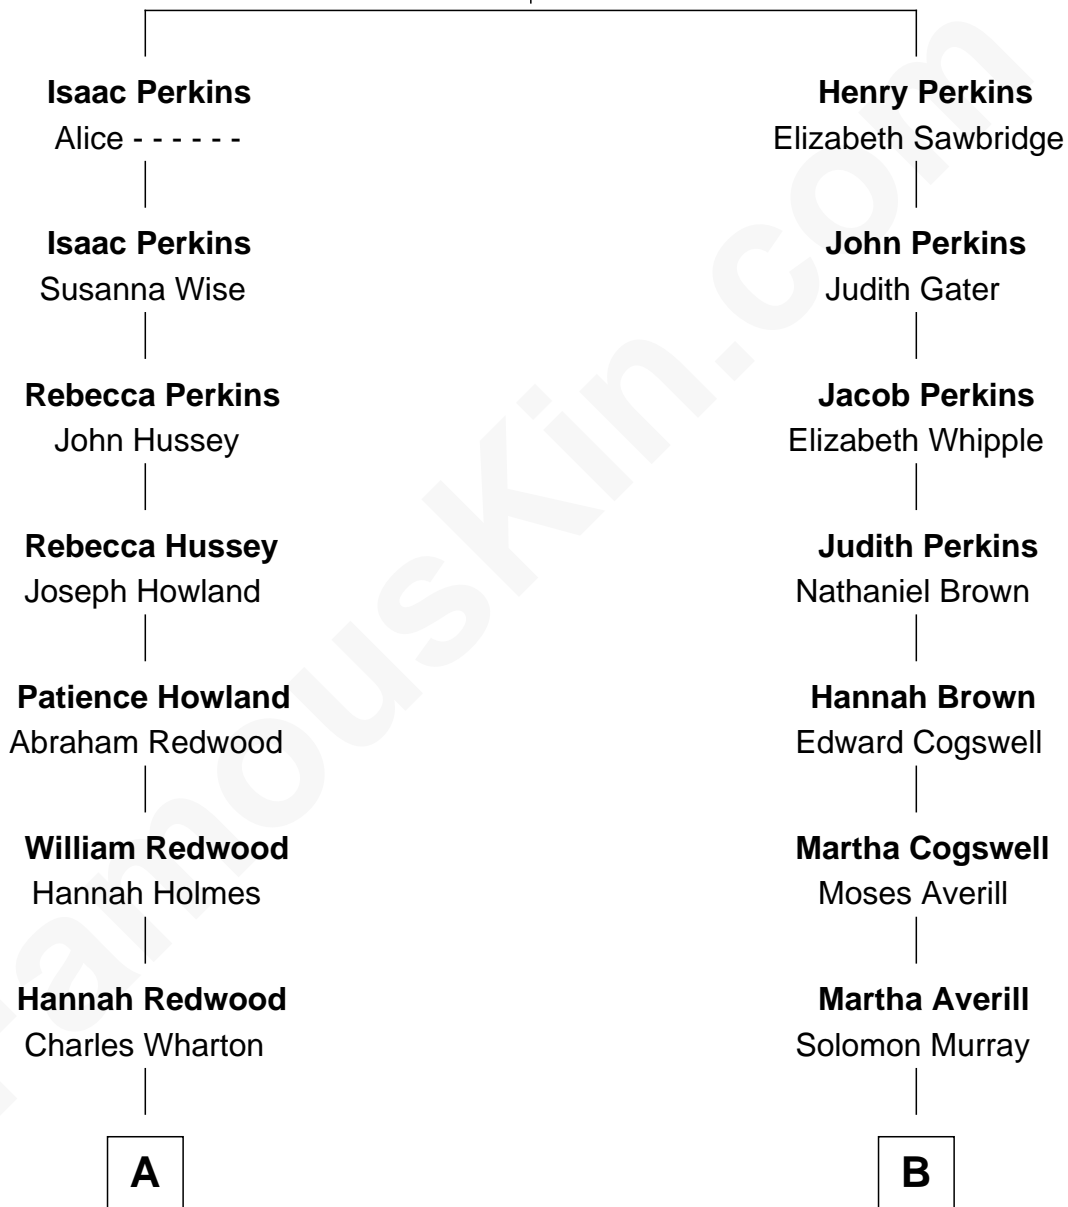 Isaac Perkins
Alice - - - - - -
Isaac Perkins
Susanna Wise
Rebecca Perkins
John Hussey
Rebecca Hussey
Joseph Howland
Patience Howland
Abraham Redwood
William Redwood
Hannah Holmes
Hannah Redwood
Charles Wharton
A
Henry Perkins
Elizabeth Sawbridge
John Perkins
Judith Gater
Jacob Perkins
Elizabeth Whipple
Judith Perkins
Nathaniel Brown
Hannah Brown
Edward Cogswell
Martha Cogswell
Moses Averill
Martha Averill
Solomon Murray
B
FamousKin.com